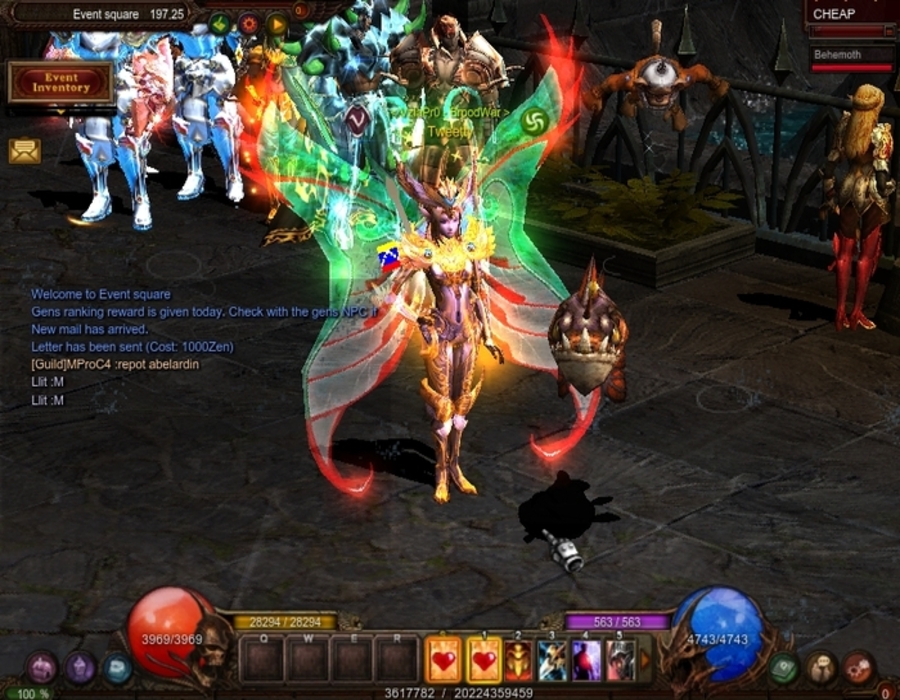 Event square 197.25
CHEAP
Behemoth
Event
Inventory
BroodWar >
Tweet
Welcome to Event square
Gens ranking reward is given today. Check with the gens NPC
New mail has arrived.
Letter has been sent (Cost: 1000Zen)
[Guild]MProC4 :repot abelardin
Llit :M
Llit :M
28294 / 28294
563 / 563
3969/3969
Q W E R
1 2 3 4 5
4743/4743
100 %
3617782 / 20224359459
0